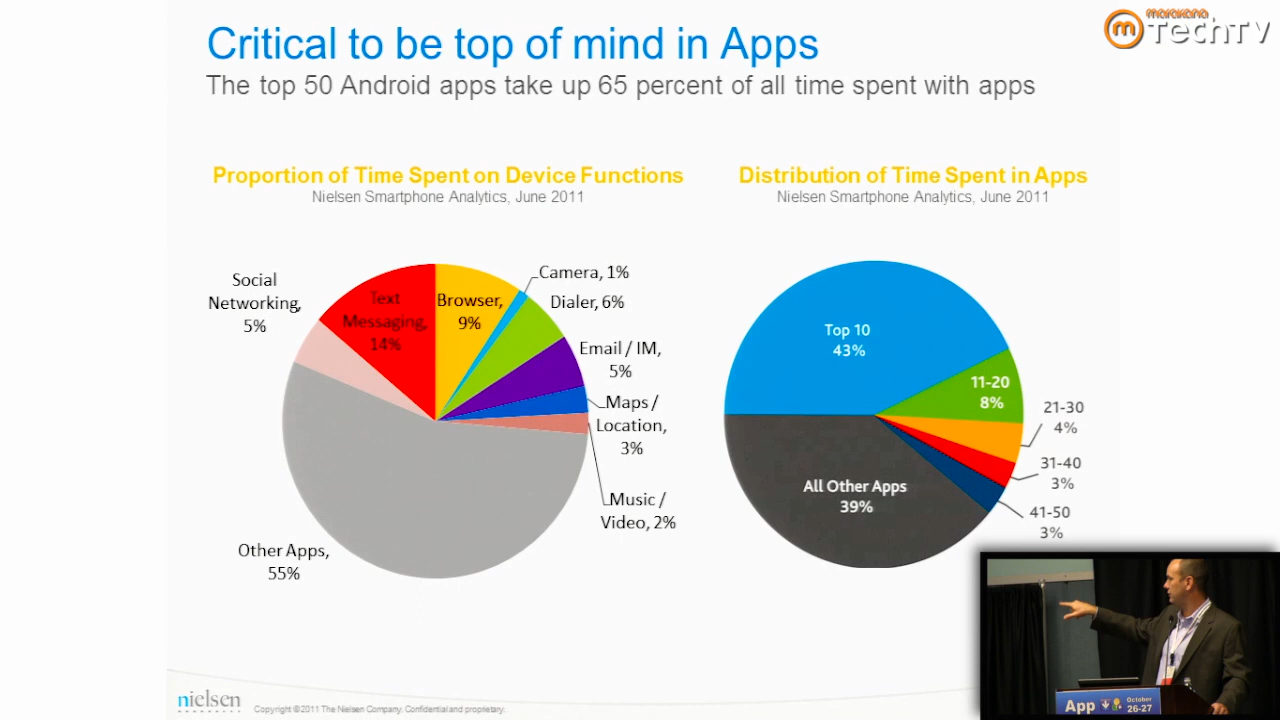 Critical to be top of mind in Apps
marakana
m TechTV
The top 50 Android apps take up 65 percent of all time spent with apps
Proportion of Time Spent on Device Functions
Nielsen Smartphone Analytics, June 2011
Social
Networking,
5%
Text
Messaging,
14%
Browser,
9%
Camera, 1%
Dialer, 6%
Email / IM,
5%
Maps /
Location,
3%
Music /
Video, 2%
Other Apps,
55%
Distribution of Time Spent in Apps
Nielsen Smartphone Analytics, June 2011
Top 10
43%
11-20
8%
21-30
4%
31-40
3%
41-50
3%
All Other Apps
39%
nielsen
Copyright ©2011 The Nielsen Company. Confidential and proprietary.
App
October
26-27